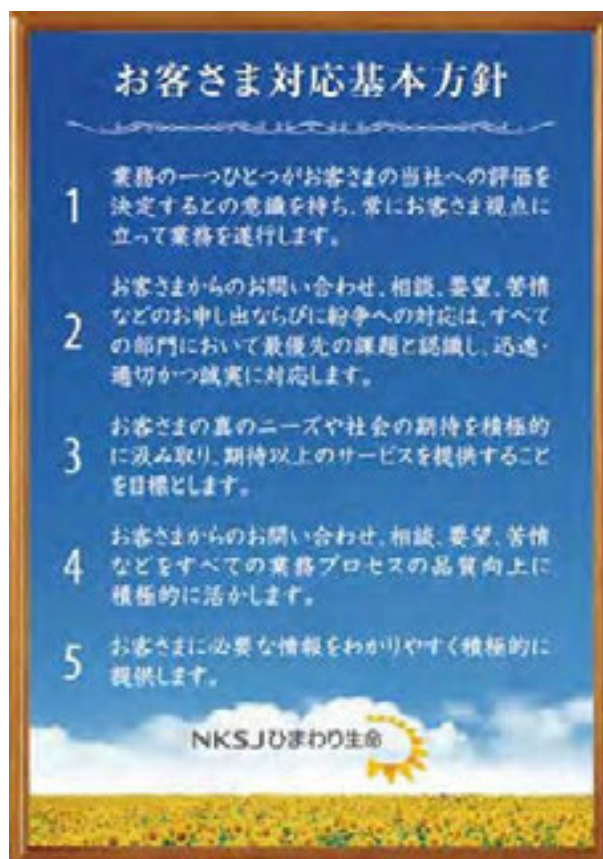 お客さま対応基本方針
1 業務の一つひとつがお客さまの当社への評価を
決定するとの意識を持ち、常にお客さま視点に
立って業務を遂行します。
2 お客さまからのお問い合わせ、相談、要望、苦情
などのお申し出ならびに紛争への対応は、すべて
の部門において最優先の課題と認識し、迅速・
適切かつ誠実に対応します。
3 お客さまの真のニーズや社会の期待を積極的
に汲み取り、期待以上のサービスを提供すること
を目標とします。
4 お客さまからのお問い合わせ、相談、要望、苦情
などをすべての業務プロセスの品質向上に
積極的に活かします。
5 お客さまに必要な情報をわかりやすく積極的に
提供します。
NKSJひまわり生命